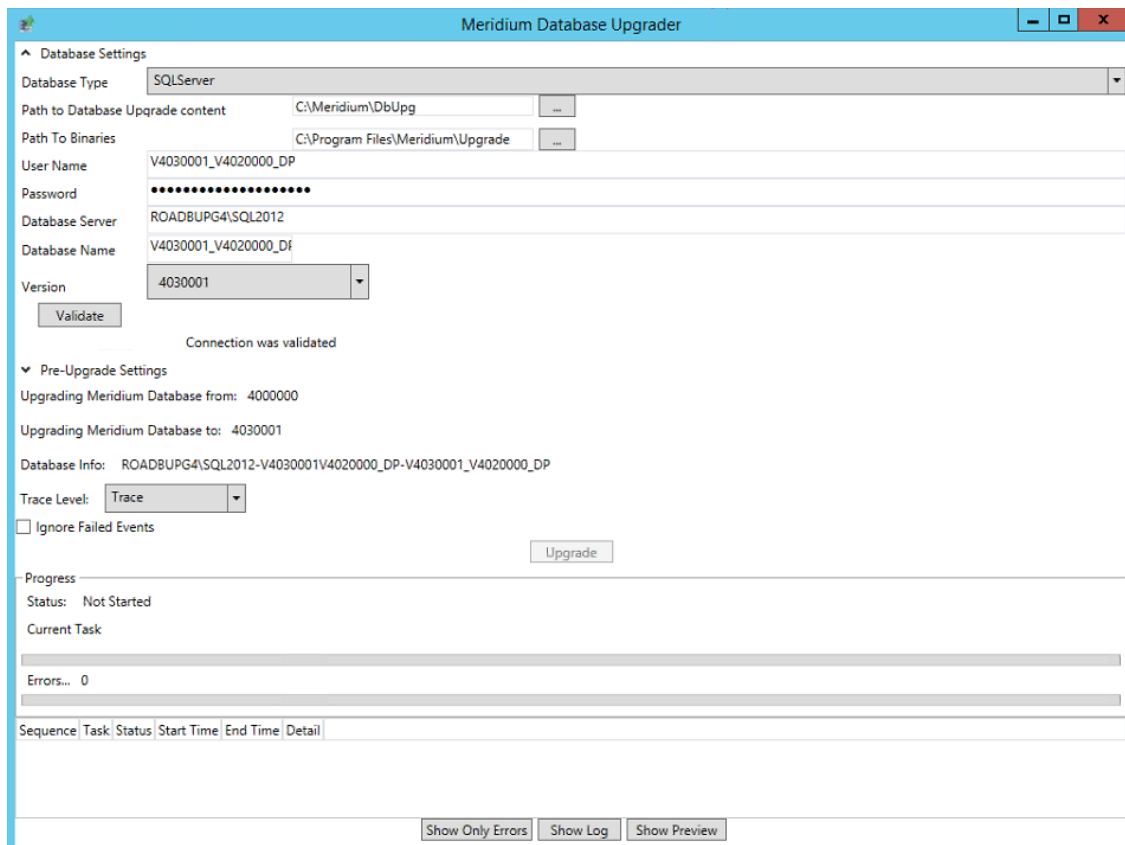 Meridium Database Upgrader
Database Settings
Database Type SQLServer
Path to Database Upgrade content C:\Meridium\DbUpg ...
Path To Binaries C:\Program Files\Meridium\Upgrade ...
User Name V4030001_V4020000_DP
Password ••••••••••••••••••••
Database Server ROADBUPG4\SQL2012
Database Name V4030001_V4020000_DP
Version 4030001
Validate
Connection was validated
Pre-Upgrade Settings
Upgrading Meridium Database from: 4000000
Upgrading Meridium Database to: 4030001
Database Info: ROADBUPG4\SQL2012-V4030001V4020000_DP-V4030001_V4020000_DP
Trace Level: Trace
Ignore Failed Events
Upgrade
Progress
Status: Not Started
Current Task
Errors... 0
Sequence Task Status Start Time End Time Detail
Show Only Errors Show Log Show Preview